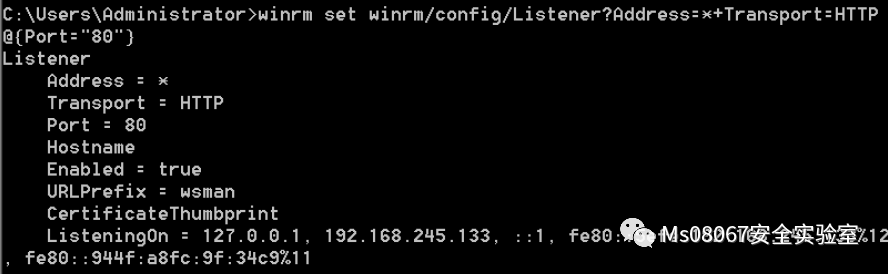 C:\Users\Administrator>winrm set winrm/config/Listener?Address=*+Transport=HTTP
@{Port="80"}
Listener
    Address = *
    Transport = HTTP
    Port = 80
    Hostname
    Enabled = true
    URLPrefix = wsman
    CertificateThumbprint
    ListeningOn = 127.0.0.1, 192.168.245.133, ::1, %12
, fe80::944f:a8fc:9f:34c9%11
Ms08067安全实验室